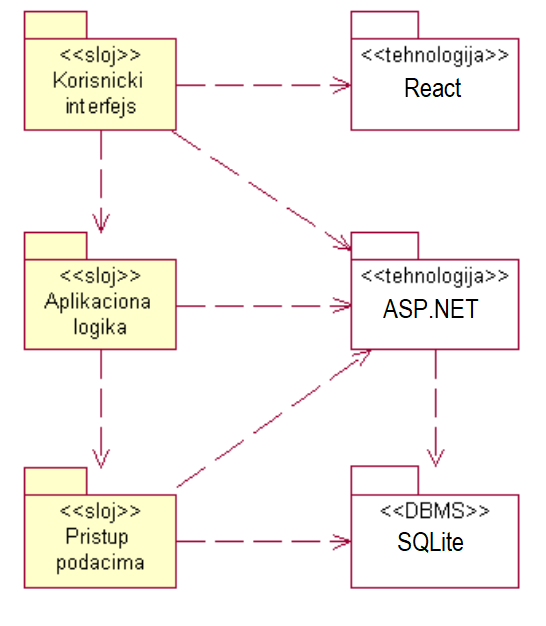 <<sloj>>
Korisnicki
interfejs
<<tehnologija>>
React
<<sloj>>
Aplikaciona
logika
<<tehnologija>>
ASP.NET
<<sloj>>
Pristup
podacima
<<DBMS>>
SQLite